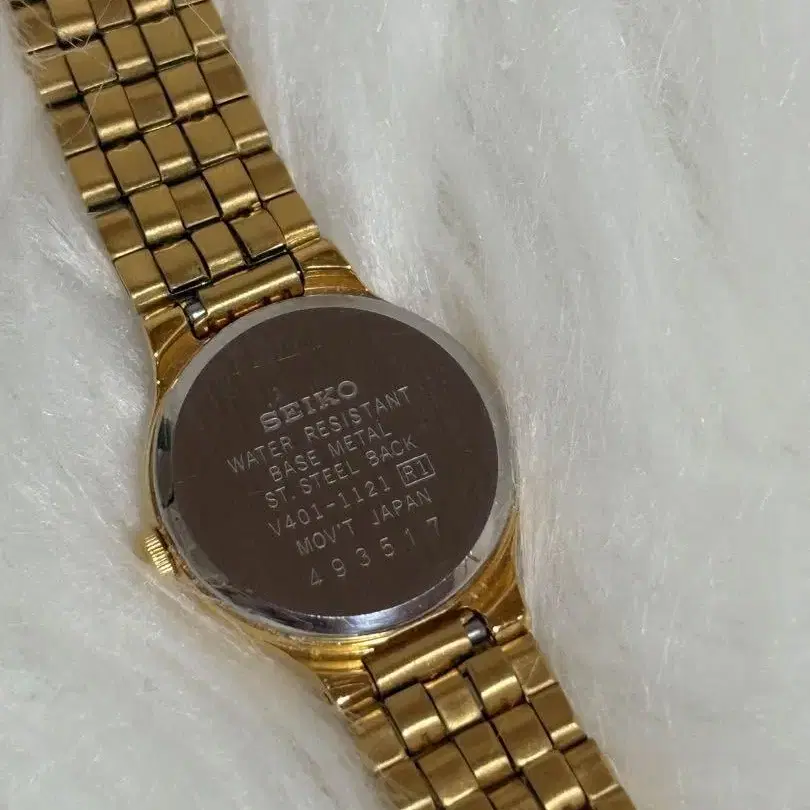 SEIKO
WATER RESISTANT
BASE METAL
ST. STEEL BACK
V401-1121 R1
MOV'T JAPAN
493517